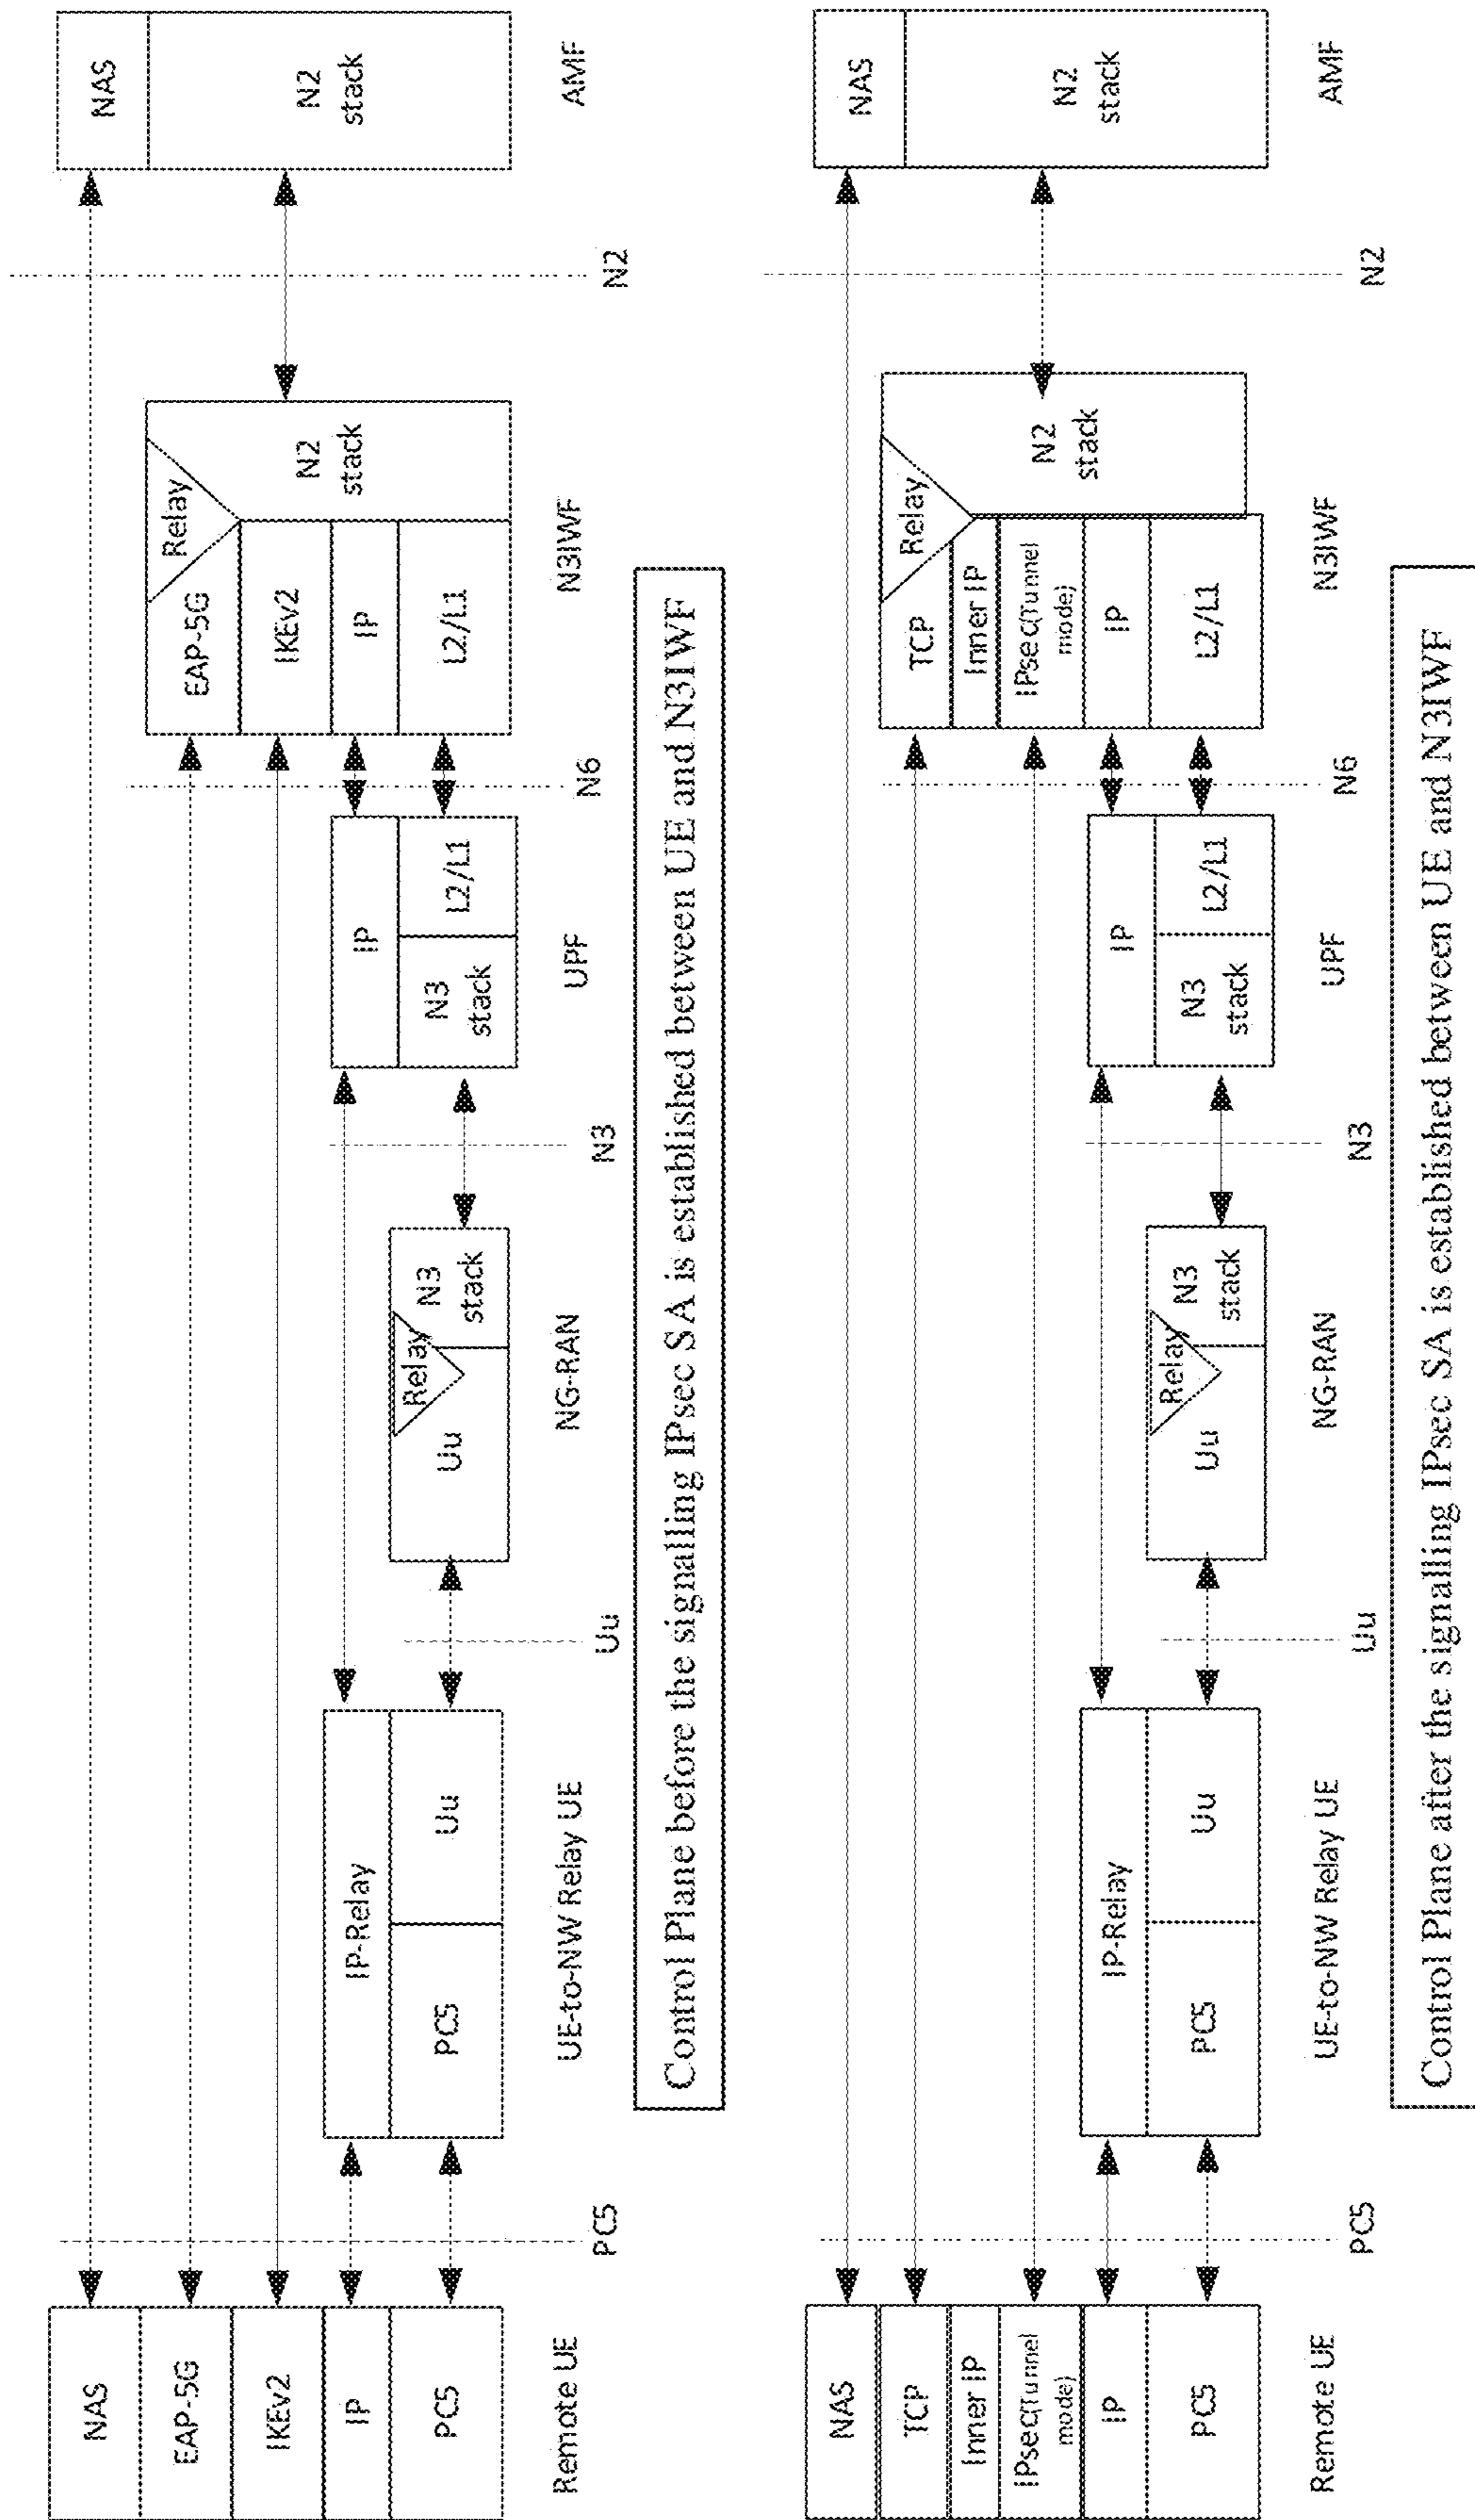 NAS
EAP-5G
IKEv2
IP
PC5
Remote UE
PC5
IP-Relay
PC5
Uu
UE-to-NW Relay UE
Uu
Relay
Uu
N3
stack
NG-RAN
N3
IP
N3
stack
L2/L1
UPF
N6
Relay
EAP-5G
IKEv2
IP
L2/L1
N2
stack
N3IWF
N2
NAS
N2
stack
AMF
Control Plane before the signalling IPsec SA is established between UE and N3IWF
NAS
TCP
Inner IP
IPsec(Tunnel
mode)
IP
PC5
Remote UE
PC5
IP-Relay
PC5
Uu
UE-to-NW Relay UE
Uu
Relay
Uu
N3
stack
NG-RAN
N3
IP
N3
stack
L2/L1
UPF
N6
Relay
TCP
Inner IP
IPsec(Tunnel
mode)
IP
L2/L1
N2
stack
N3IWF
N2
NAS
N2
stack
AMF
Control Plane after the signalling IPsec SA is established between UE and N3IWF